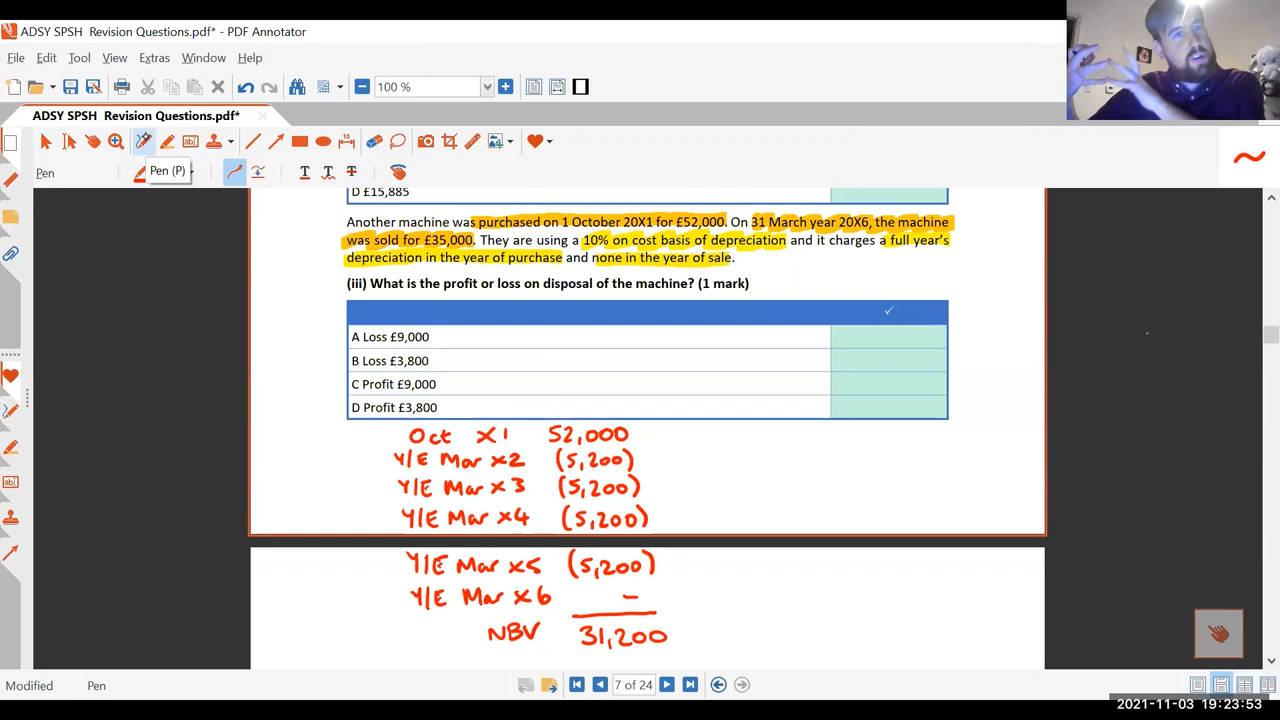 ADSY SPSH Revision Questions.pdf* - PDF Annotator
File Edit Tool View Extras Window Help
100 %
ADSY SPSH Revision Questions.pdf*
Pen
Pen (P)
D £15,885
Another machine was purchased on 1 October 20X1 for £52,000. On 31 March year 20X6, the machine
was sold for £35,000. They are using a 10% on cost basis of depreciation and it charges a full year's
depreciation in the year of purchase and none in the year of sale.
(iii) What is the profit or loss on disposal of the machine? (1 mark)
✓
A Loss £9,000
B Loss £3,800
C Profit £9,000
D Profit £3,800
Oct X1 52,000
Y/E Mar X2 (5,200)
Y/E Mar X3 (5,200)
Y/E Mar X4 (5,200)
Y/E Mar X5 (5,200)
Y/E Mar X6 -
NBV 31,200
Modified Pen 7 of 24
2021-11-03 19:23:53